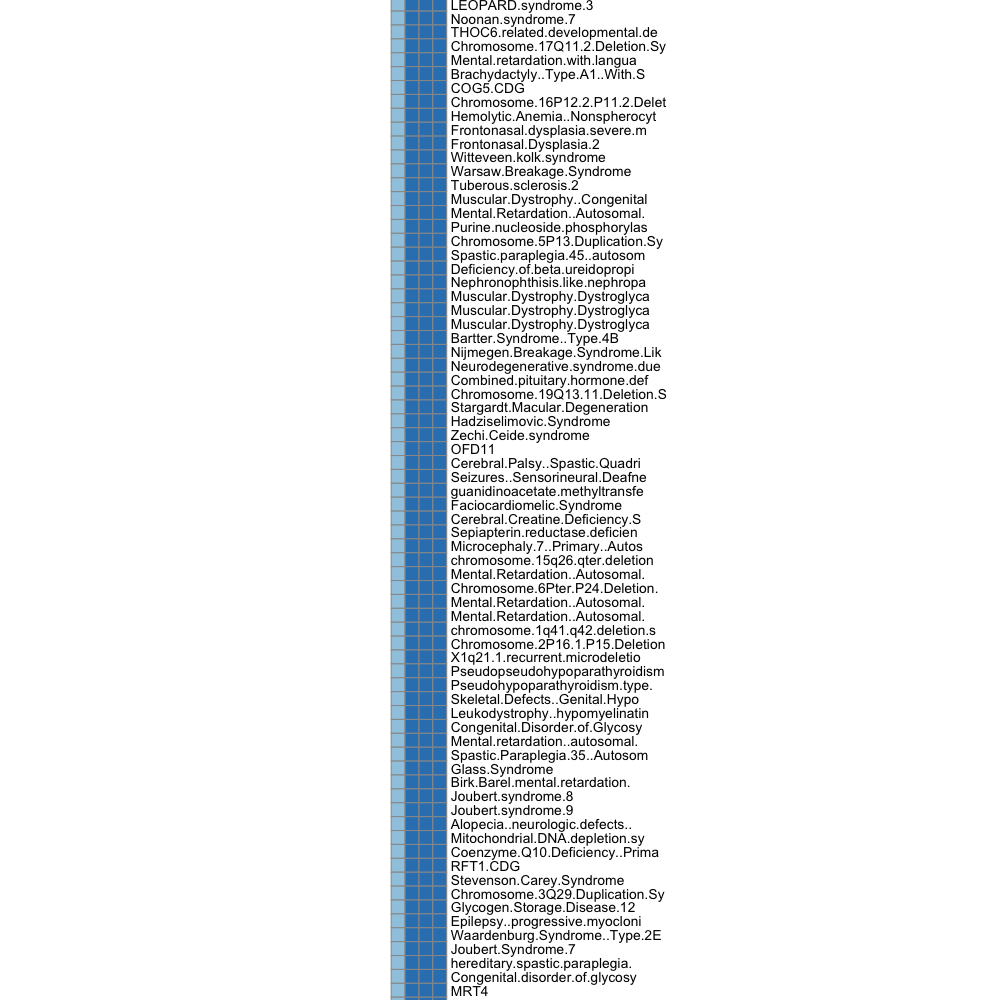 LEOPARD.syndrome.3
Noonan.syndrome.7
THOC6.related.developmental.de
Chromosome.17Q11.2.Deletion.Sy
Mental.retardation.with.langua
Brachydactyly..Type.A1..With.S
COG5.CDG
Chromosome.16P12.2.P11.2.Delet
Hemolytic.Anemia..Nonspherocyt
Frontonasal.dysplasia.severe.m
Frontonasal.Dysplasia.2
Witteveen.kolk.syndrome
Warsaw.Breakage.Syndrome
Tuberous.sclerosis.2
Muscular.Dystrophy..Congenital
Mental.Retardation..Autosomal.
Purine.nucleoside.phosphorylas
Chromosome.5P13.Duplication.Sy
Spastic.paraplegia.45..autosom
Deficiency.of.beta.ureidopropi
Nephronophthisis.like.nephropa
Muscular.Dystrophy.Dystroglyca
Muscular.Dystrophy.Dystroglyca
Muscular.Dystrophy.Dystroglyca
Bartter.Syndrome..Type.4B
Nijmegen.Breakage.Syndrome.Lik
Neurodegenerative.syndrome.due
Combined.pituitary.hormone.def
Chromosome.19Q13.11.Deletion.S
Stargardt.Macular.Degeneration
Hadziselimovic.Syndrome
Zechi.Ceide.syndrome
OFD11
Cerebral.Palsy..Spastic.Quadri
Seizures..Sensorineural.Deafne
guanidinoacetate.methyltransfe
Faciocardiomelic.Syndrome
Cerebral.Creatine.Deficiency.S
Sepiapterin.reductase.deficien
Microcephaly.7..Primary..Autos
chromosome.15q26.qter.deletion
Mental.Retardation..Autosomal.
Chromosome.6Pter.P24.Deletion.
Mental.Retardation..Autosomal.
Mental.Retardation..Autosomal.
chromosome.1q41.q42.deletion.s
Chromosome.2P16.1.P15.Deletion
X1q21.1.recurrent.microdeletio
Pseudopseudohypoparathyroidism
Pseudohypoparathyroidism.type.
Skeletal.Defects..Genital.Hypo
Leukodystrophy..hypomyelinatin
Congenital.Disorder.of.Glycosy
Mental.retardation..autosomal.
Spastic.Paraplegia.35..Autosom
Glass.Syndrome
Birk.Barel.mental.retardation.
Joubert.syndrome.8
Joubert.syndrome.9
Alopecia..neurologic.defects..
Mitochondrial.DNA.depletion.sy
Coenzyme.Q10.Deficiency..Prima
RFT1.CDG
Stevenson.Carey.Syndrome
Chromosome.3Q29.Duplication.Sy
Glycogen.Storage.Disease.12
Epilepsy..progressive.myocloni
Waardenburg.Syndrome..Type.2E
Joubert.Syndrome.7
hereditary.spastic.paraplegia.
Congenital.disorder.of.glycosy
MRT4